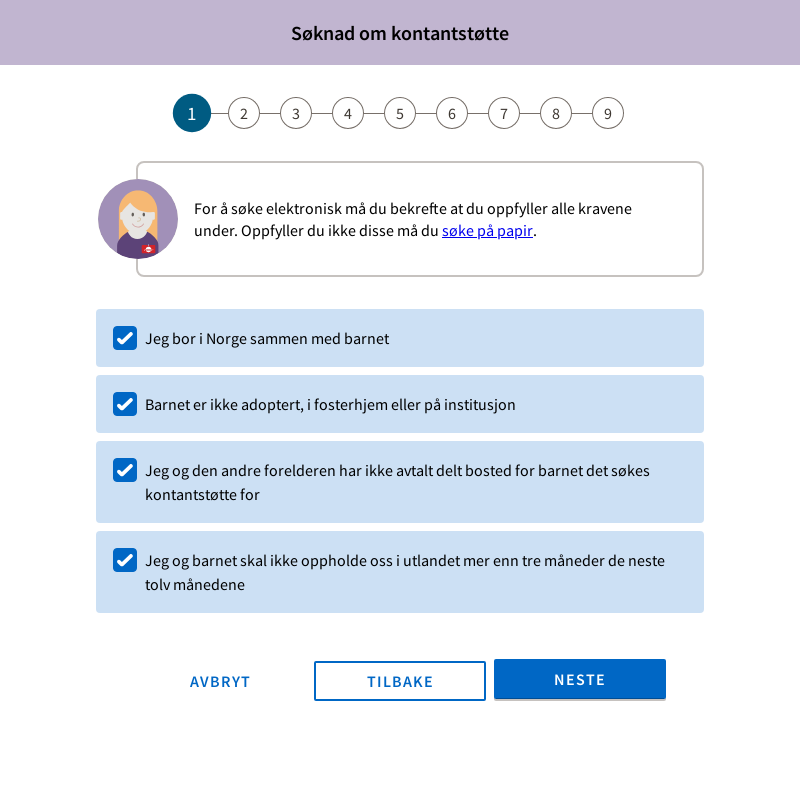 Søknad om kontantstøtte
1 2 3 4 5 6 7 8 9
For å søke elektronisk må du bekrefte at du oppfyller alle kravene
under. Oppfyller du ikke disse må du søke på papir.
Jeg bor i Norge sammen med barnet
Barnet er ikke adoptert, i fosterhjem eller på institusjon
Jeg og den andre forelderen har ikke avtalt delt bosted for barnet det søkes
kontantstøtte for
Jeg og barnet skal ikke oppholde oss i utlandet mer enn tre måneder de neste
tolv månedene
AVBRYT TILBAKE NESTE